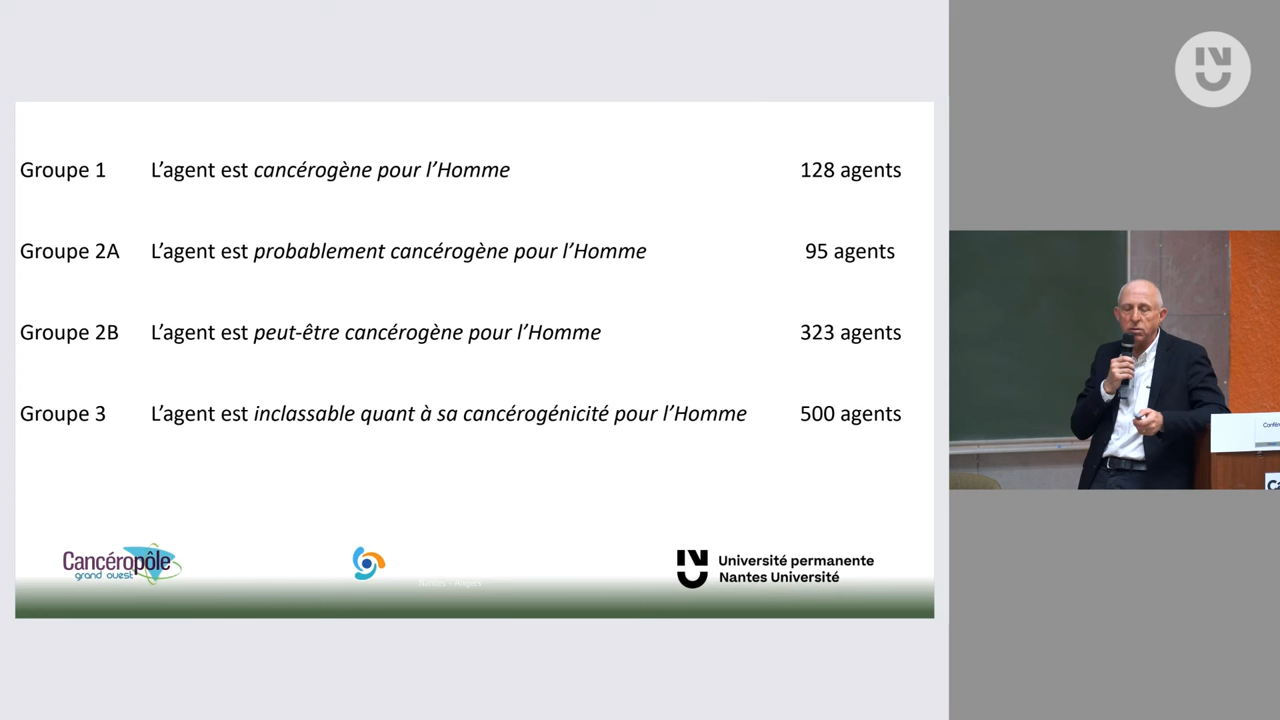 Groupe 1 L’agent est cancérogène pour l’Homme 128 agents
Groupe 2A L’agent est probablement cancérogène pour l’Homme 95 agents
Groupe 2B L’agent est peut-être cancérogène pour l’Homme 323 agents
Groupe 3 L’agent est inclassable quant à sa cancérogénicité pour l’Homme 500 agents
Cancéropôle
grand ouest
Nantes - Angers
Université permanente
Nantes Université